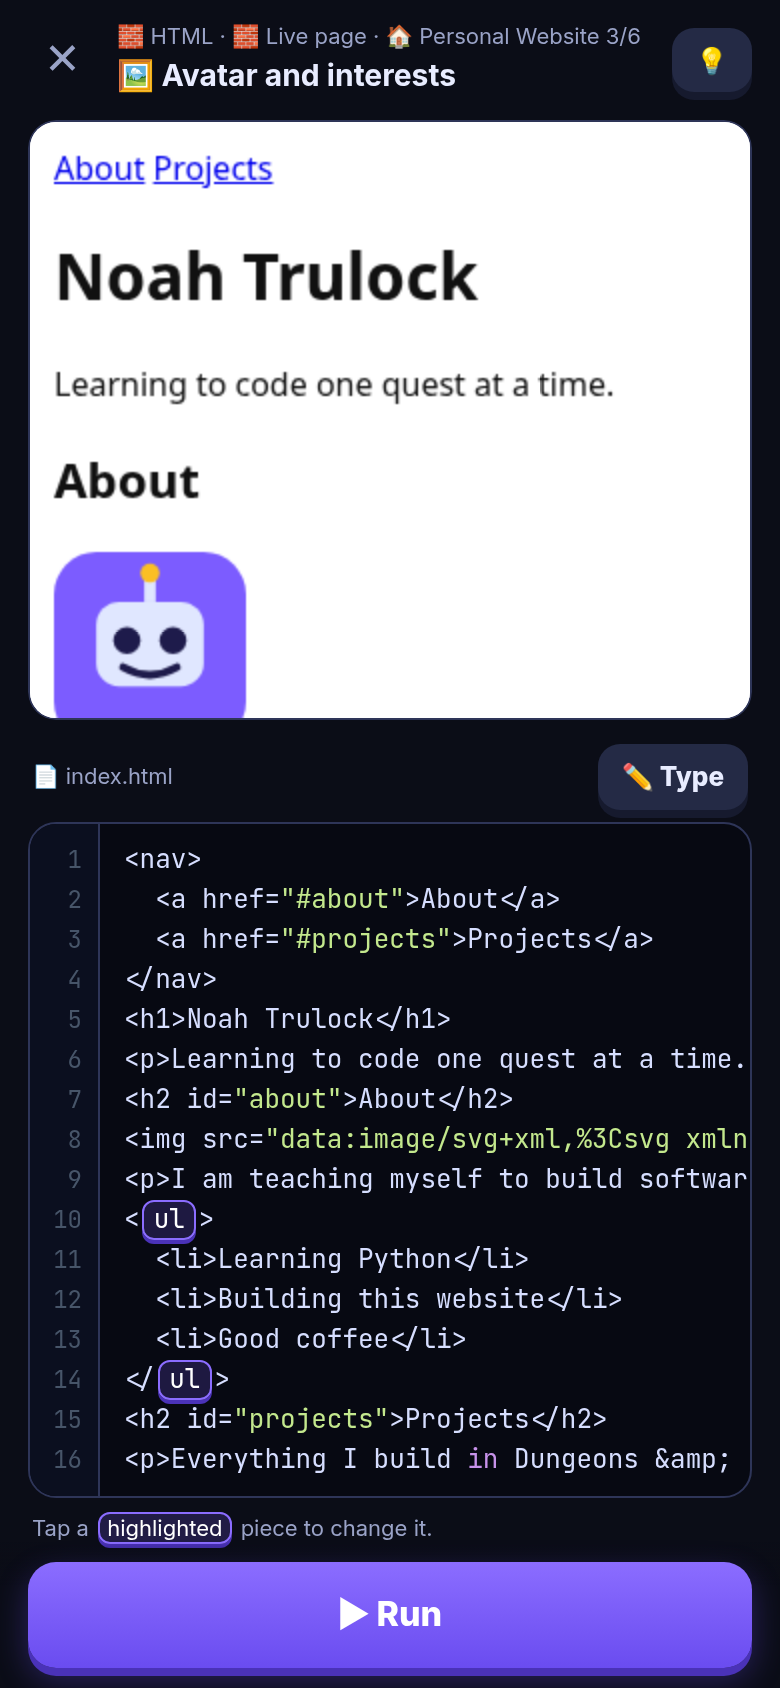 🧱 HTML · 🧱 Live page · 🏠 Personal Website 3/6
🖼️ Avatar and interests
About Projects
Noah Trulock
Learning to code one quest at a time.
About
index.html
✏️ Type
1 <nav>
2   <a href="#about">About</a>
3   <a href="#projects">Projects</a>
4 </nav>
5 <h1>Noah Trulock</h1>
6 <p>Learning to code one quest at a time.
7 <h2 id="about">About</h2>
8 <img src="data:image/svg+xml,%3Csvg xmln
9 <p>I am teaching myself to build softwar
10 <ul>
11   <li>Learning Python</li>
12   <li>Building this website</li>
13   <li>Good coffee</li>
14 </ul>
15 <h2 id="projects">Projects</h2>
16 <p>Everything I build in Dungeons &amp;
Tap a highlighted piece to change it.
▶ Run